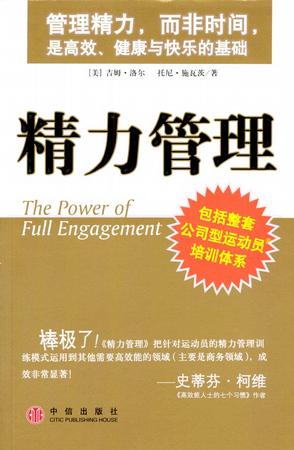 管理精力，而非时间，
是高效、健康与快乐的基础
［美］吉姆·洛尔　托尼·施瓦茨／著
精力管理
The Power of
Full Engagement
包括整套
公司型运动员
培训体系
棒极了！《精力管理》把针对运动员的精力管理训
练模式运用到其他需要高效能的领域（主要是商务领域），成
效非常显著！
——史蒂芬·柯维
《高效能人士的七个习惯》作者
中信出版社
CITIC PUBLISHING HOUSE